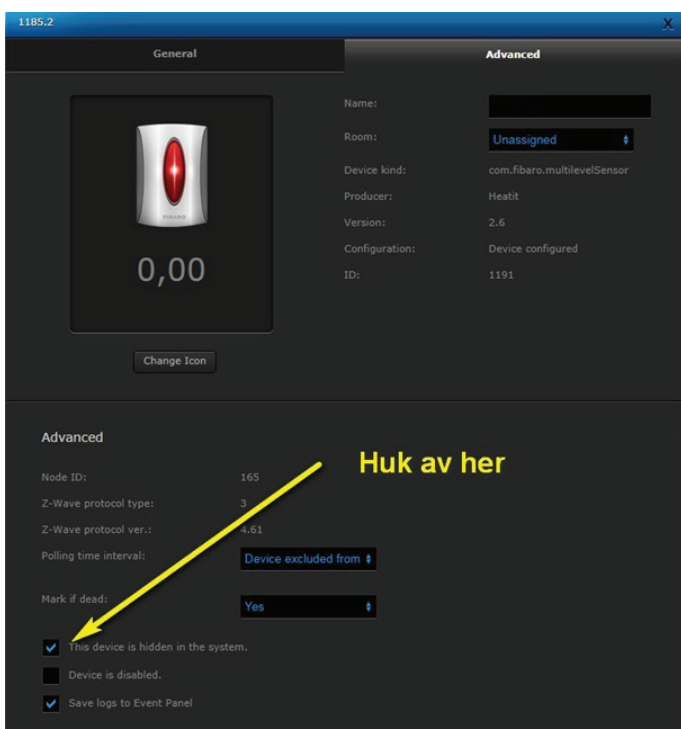 1185.2 X
General Advanced
Name:
Room: Unassigned
Device kind: com.fibaro.multilevelSensor
Producer: Heatit
Version: 2.6
Configuration: Device configured
ID: 1191
FIBARO
0,00
Change Icon
Advanced
Huk av her
Node ID: 165
Z-Wave protocol type: 3
Z-Wave protocol ver.: 4.61
Polling time interval: Device excluded from
Mark if dead: Yes
This device is hidden in the system.
Device is disabled.
Save logs to Event Panel